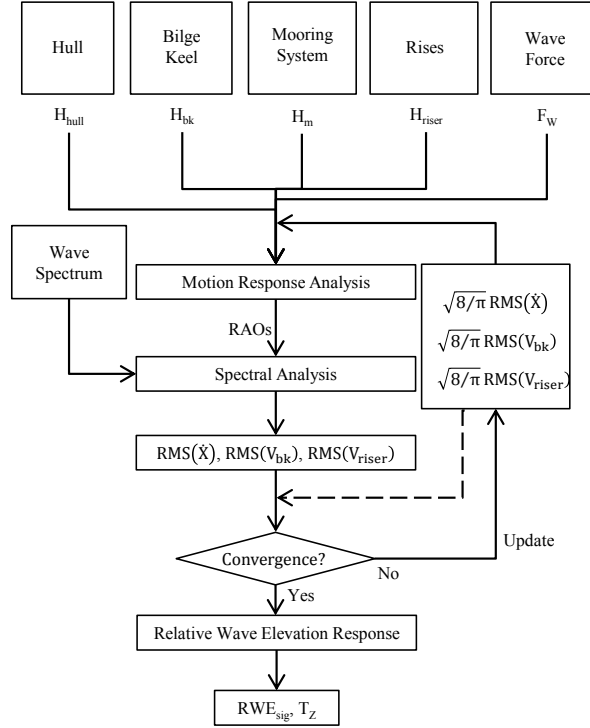 Hull
Bilge
Keel
Mooring
System
Rises
Wave
Force
H_hull
H_bk
H_m
H_riser
F_W
Wave
Spectrum
Motion Response Analysis
√8/π RMS(Ẋ)
√8/π RMS(V_bk)
√8/π RMS(V_riser)
RAOs
Spectral Analysis
RMS(Ẋ), RMS(V_bk), RMS(V_riser)
Convergence?
Update
No
Yes
Relative Wave Elevation Response
RWE_sig, T_Z